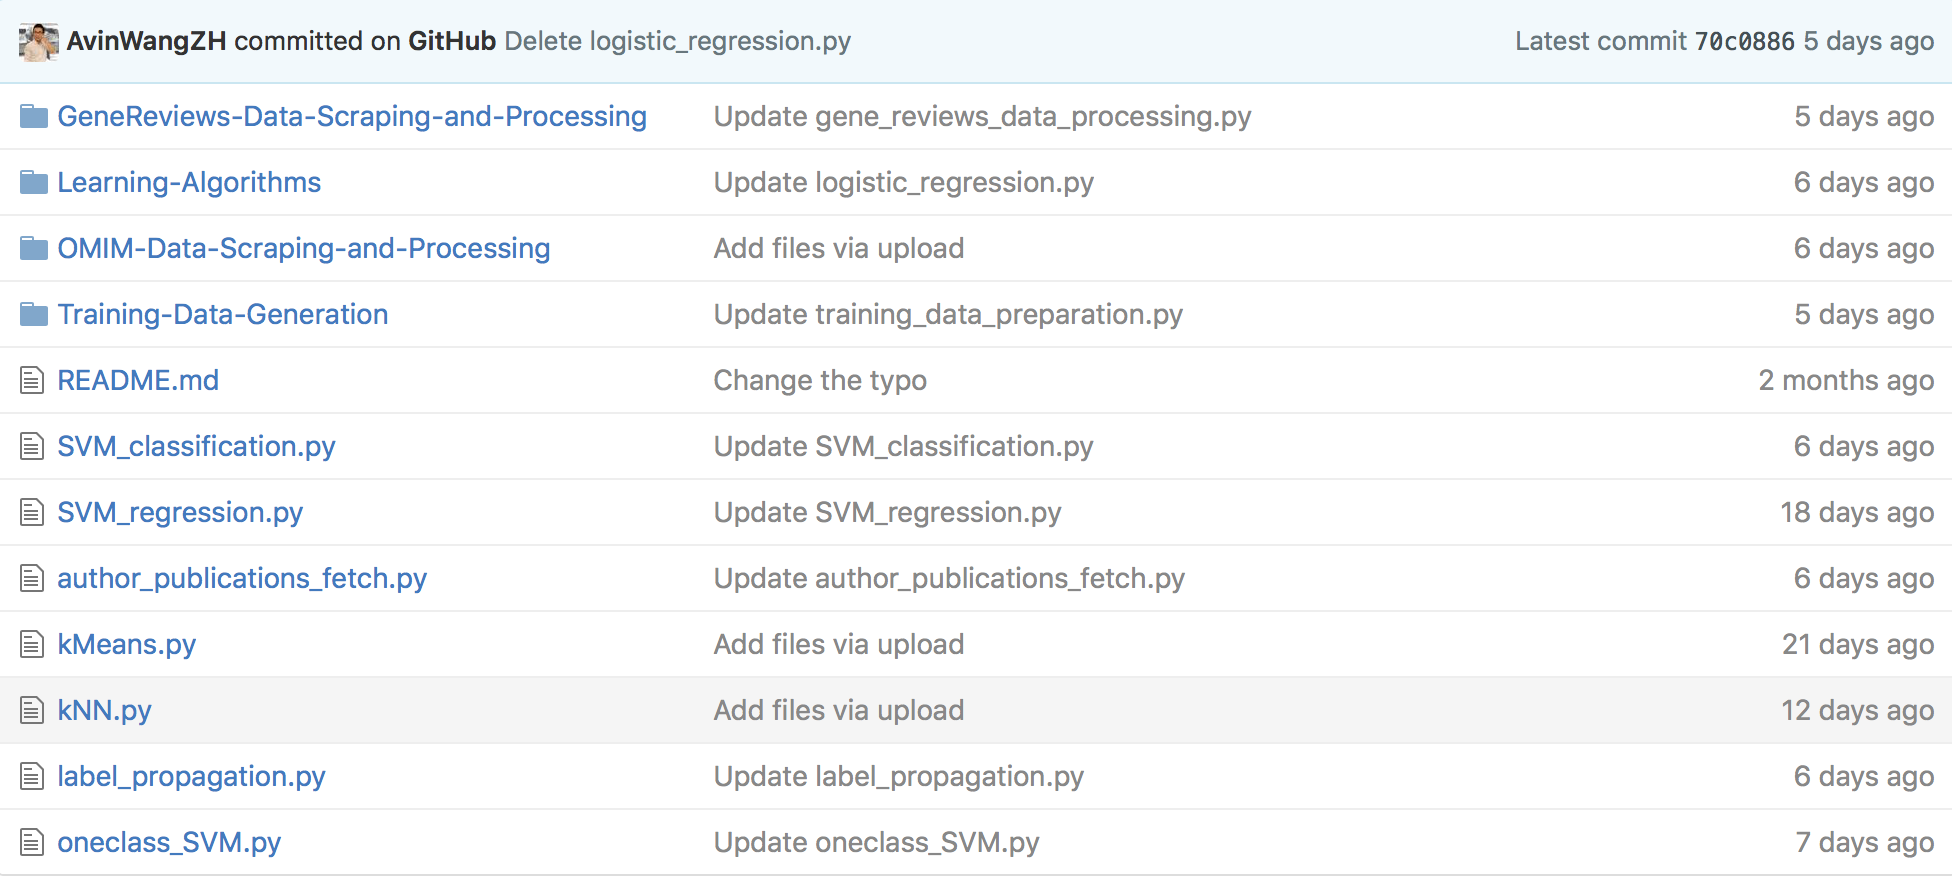 AvinWangZH committed on GitHub Delete logistic_regression.py Latest commit 70c0886 5 days ago
GeneReviews-Data-Scraping-and-Processing Update gene_reviews_data_processing.py 5 days ago
Learning-Algorithms Update logistic_regression.py 6 days ago
OMIM-Data-Scraping-and-Processing Add files via upload 6 days ago
Training-Data-Generation Update training_data_preparation.py 5 days ago
README.md Change the typo 2 months ago
SVM_classification.py Update SVM_classification.py 6 days ago
SVM_regression.py Update SVM_regression.py 18 days ago
author_publications_fetch.py Update author_publications_fetch.py 6 days ago
kMeans.py Add files via upload 21 days ago
kNN.py Add files via upload 12 days ago
label_propagation.py Update label_propagation.py 6 days ago
oneclass_SVM.py Update oneclass_SVM.py 7 days ago